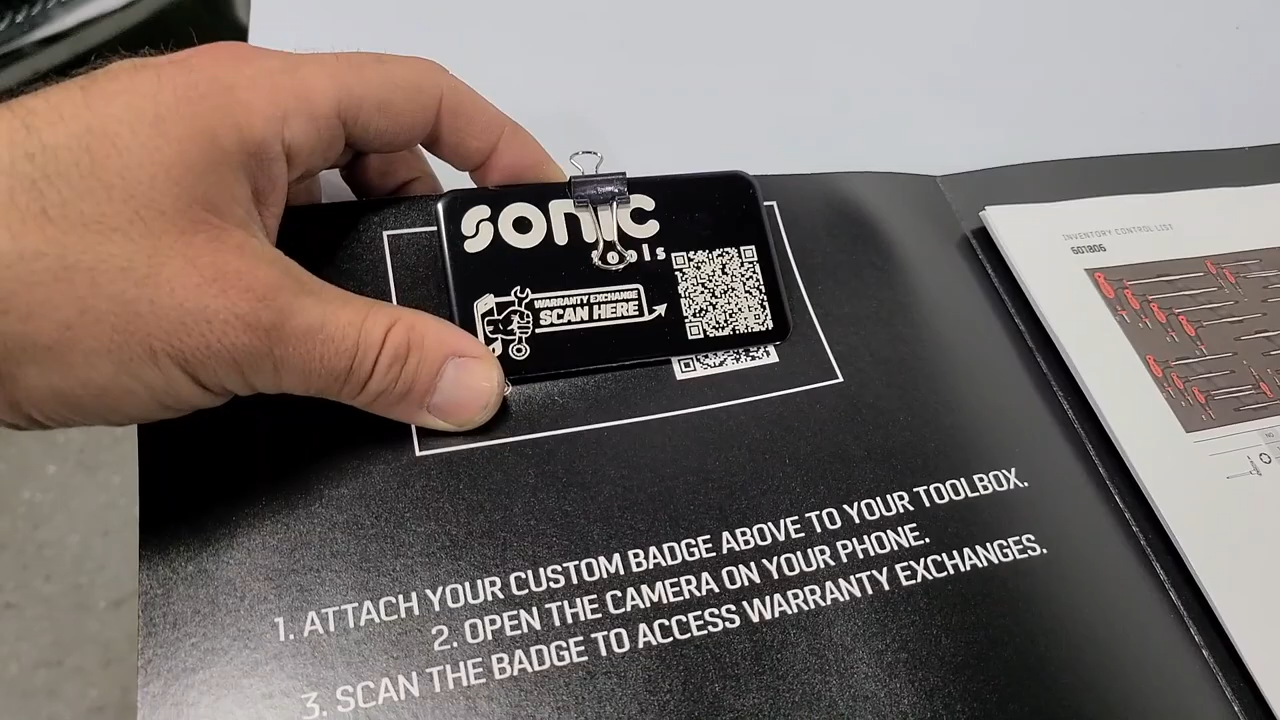 sonic
tools
WARRANTY EXCHANGE
SCAN HERE
INVENTORY CONTROL LIST
601806
1. ATTACH YOUR CUSTOM BADGE ABOVE TO YOUR TOOLBOX.
2. OPEN THE CAMERA ON YOUR PHONE.
3. SCAN THE BADGE TO ACCESS WARRANTY EXCHANGES.